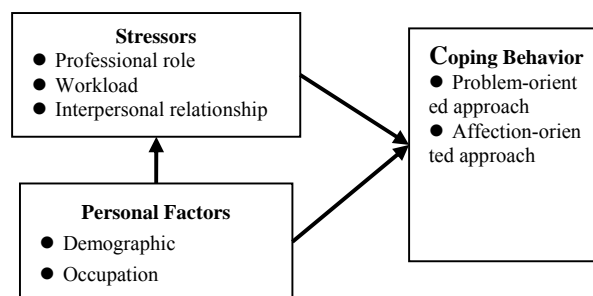 Stressors
● Professional role
● Workload
● Interpersonal relationship
Coping Behavior
● Problem-orient
ed approach
● Affection-orien
ted approach
Personal Factors
● Demographic
● Occupation